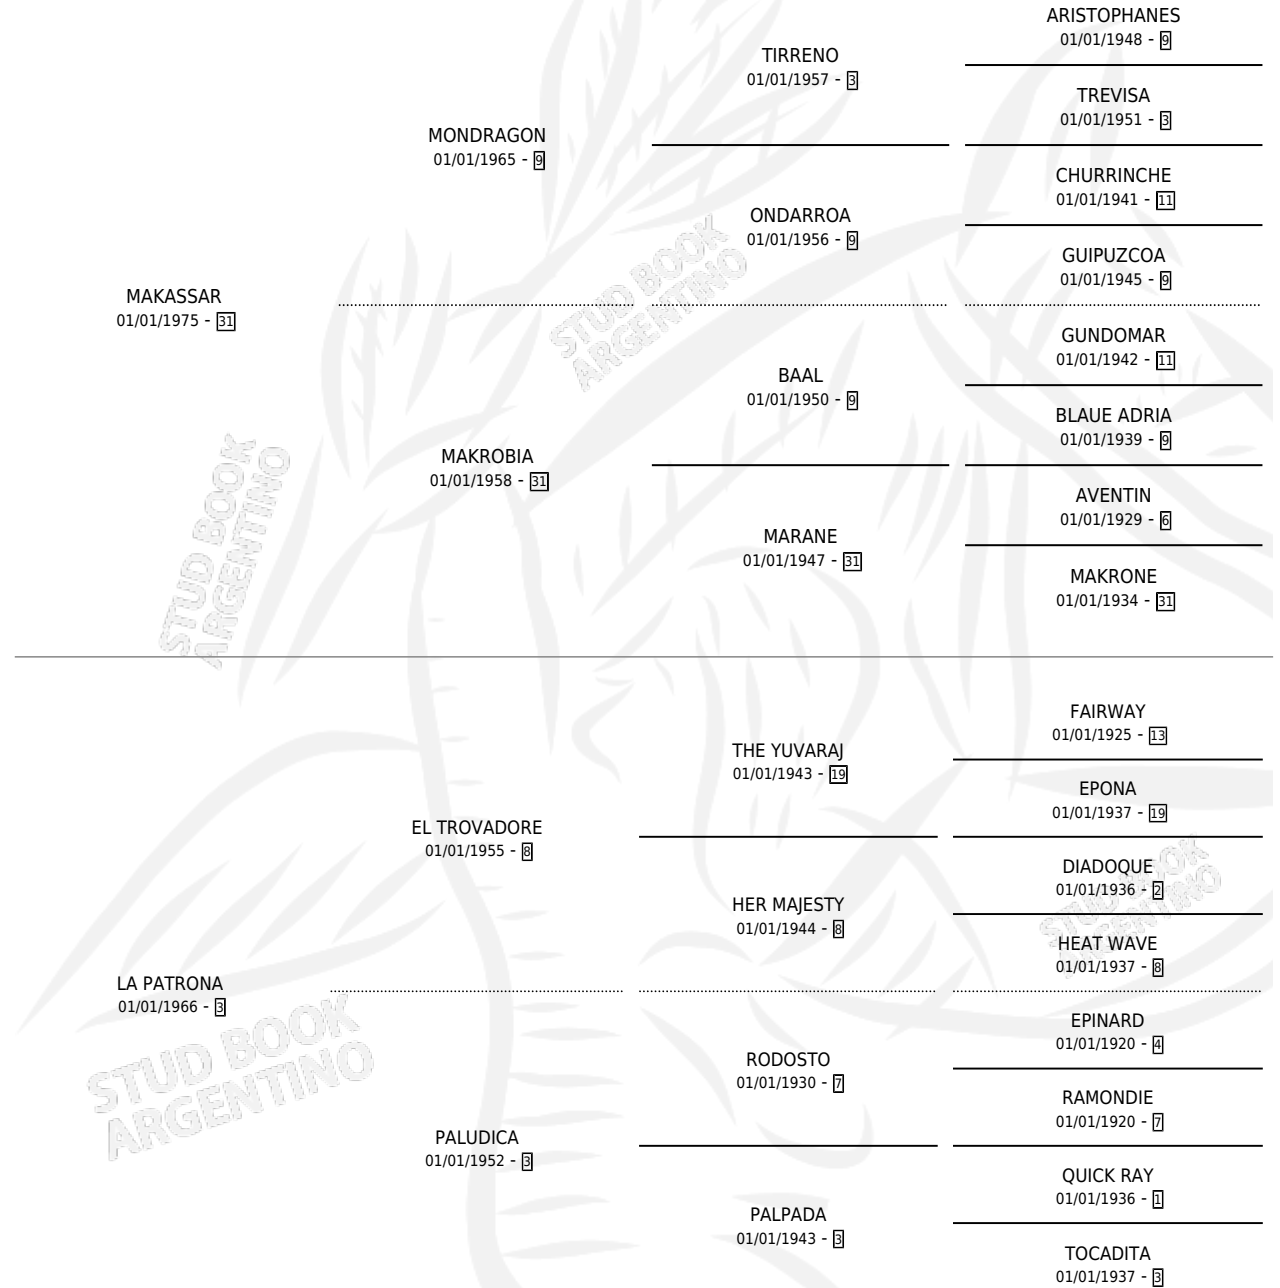 ARISTOPHANES
01/01/1948 - 9
TIRRENO
01/01/1957 - 3
TREVISA
01/01/1951 - 3
MONDRAGON
01/01/1965 - 9
CHURRINCHE
01/01/1941 - 11
ONDARROA
01/01/1956 - 9
GUIPUZCOA
01/01/1945 - 9
MAKASSAR
01/01/1975 - 31
GUNDOMAR
01/01/1942 - 11
BAAL
01/01/1950 - 9
BLAUE ADRIA
01/01/1939 - 9
MAKROBIA
01/01/1958 - 31
AVENTIN
01/01/1929 - 6
MARANE
01/01/1947 - 31
MAKRONE
01/01/1934 - 31
STUD BOOK
ARGENTINO
STUD BOOK
ARGENTINO
FAIRWAY
01/01/1925 - 13
THE YUVARAJ
01/01/1943 - 19
EPONA
01/01/1937 - 19
EL TROVADORE
01/01/1955 - 8
DIADOQUE
01/01/1936 - 2
HER MAJESTY
01/01/1944 - 8
HEAT WAVE
01/01/1937 - 8
LA PATRONA
01/01/1966 - 3
EPINARD
01/01/1920 - 4
RODOSTO
01/01/1930 - 7
RAMONDIE
01/01/1920 - 7
PALUDICA
01/01/1952 - 3
QUICK RAY
01/01/1936 - 1
PALPADA
01/01/1943 - 3
TOCADITA
01/01/1937 - 3
STUD BOOK
ARGENTINO
STUD BOOK
ARGENTINO